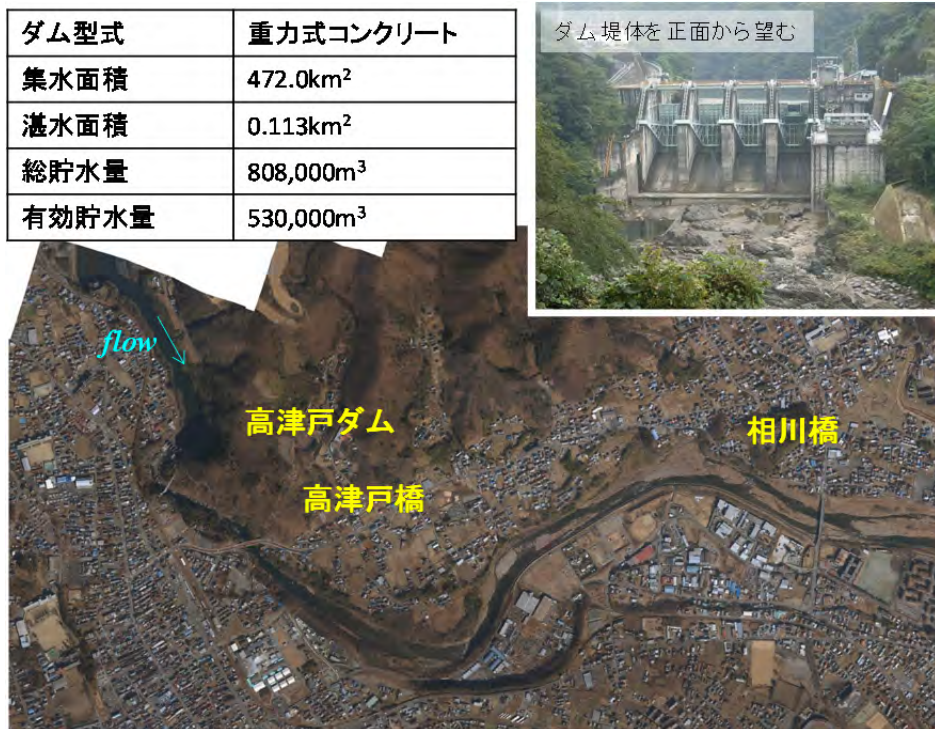 ダム型式 重力式コンクリート
集水面積 472.0km²
湛水面積 0.113km²
総貯水量 808,000m³
有効貯水量 530,000m³
ダム堤体を正面から望む
flow
高津戸ダム
高津戸橋
相川橋